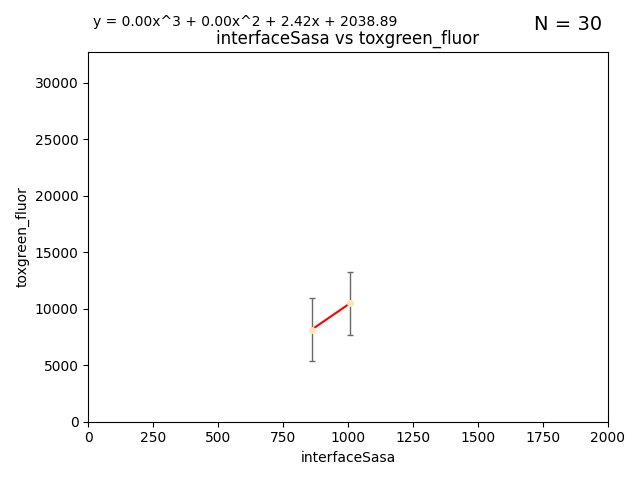 y = 0.00x^3 + 0.00x^2 + 2.42x + 2038.89
N = 30
interfaceSasa vs toxgreen_fluor
30000
25000
20000
15000
10000
5000
0
toxgreen_fluor
0 250 500 750 1000 1250 1500 1750 2000
interfaceSasa